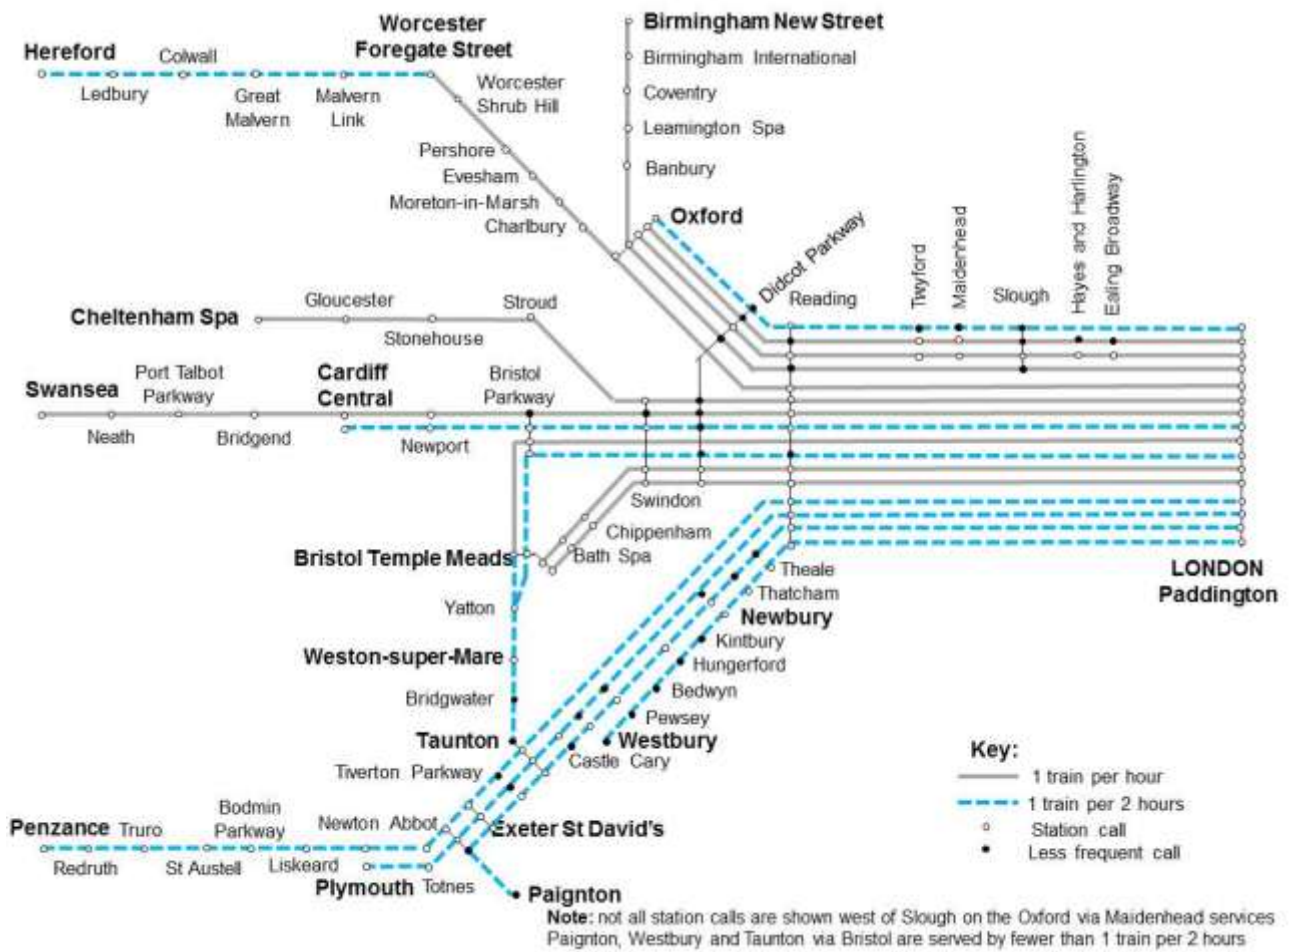 Birmingham New Street
Worcester
Foregate Street
Hereford
Colwall
Ledbury
Great
Malvern
Malvern
Link
Worcester
Shrub Hill
Birmingham International
Coventry
Leamington Spa
Banbury
Pershore
Evesham
Moreton-in-Marsh
Charlbury
Oxford
Didcot Parkway
Reading
Twyford
Maidenhead
Slough
Hayes and Harlington
Ealing Broadway
Cheltenham Spa
Gloucester
Stonehouse
Stroud
Swansea
Port Talbot
Parkway
Neath
Bridgend
Cardiff
Central
Newport
Bristol
Parkway
Swindon
Chippenham
Bath Spa
Bristol Temple Meads
Yatton
Weston-super-Mare
Bridgwater
Taunton
Tiverton Parkway
Theale
Thatcham
Newbury
Kintbury
Hungerford
Bedwyn
Pewsey
Westbury
Castle Cary
LONDON
Paddington
Penzance
Truro
Redruth
St Austell
Bodmin
Parkway
Liskeard
Plymouth
Totnes
Newton Abbot
Exeter St David's
Paignton
Key:
1 train per hour
1 train per 2 hours
Station call
Less frequent call
Note: not all station calls are shown west of Slough on the Oxford via Maidenhead services
Paignton, Westbury and Taunton via Bristol are served by fewer than 1 train per 2 hours